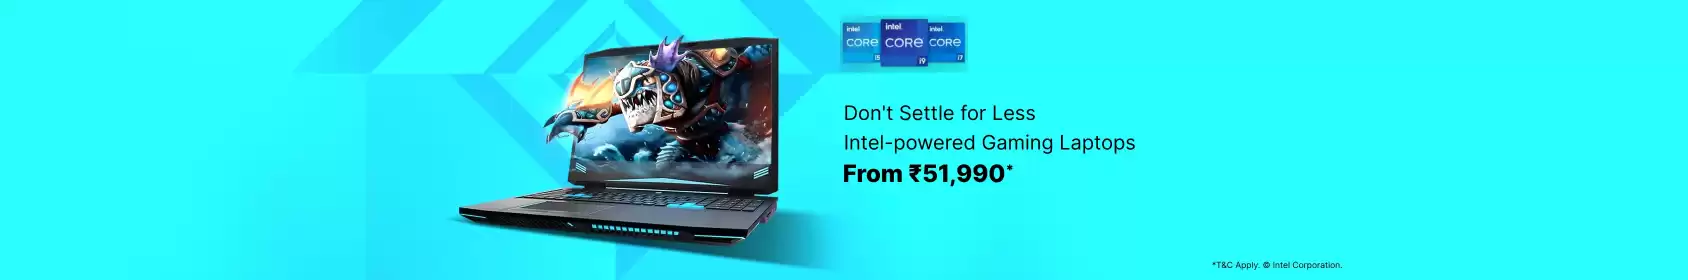 intel. intel. intel.
CORE CORE CORE
i5 i9 i7
Don't Settle for Less
Intel-powered Gaming Laptops
From ₹51,990*
*T&C Apply. © Intel Corporation.